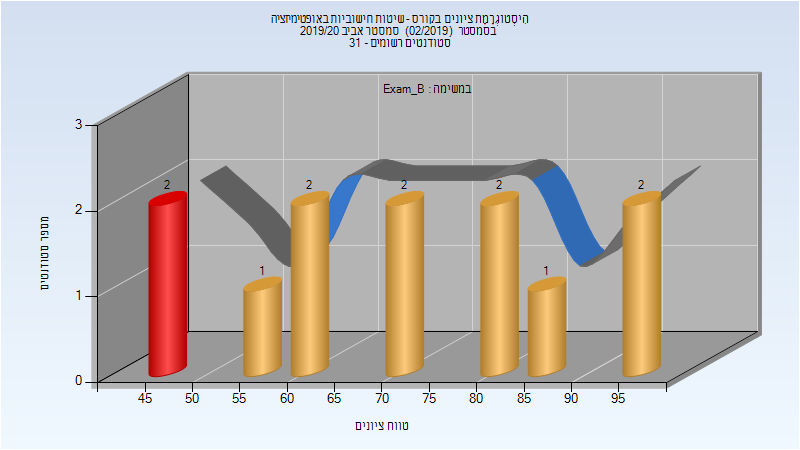 היסטוגרמת ציונים בקורס - שיטות חישוביות באופטימיזציה
בסמסטר (02/2019) סמסטר אביב 2019/20
סטודנטים רשומים - 31
במשימה : Exam_B
מספר סטודנטים
3
2
1
0
2
1
2
2
2
1
2
45 50 55 60 65 70 75 80 85 90 95
טווח ציונים